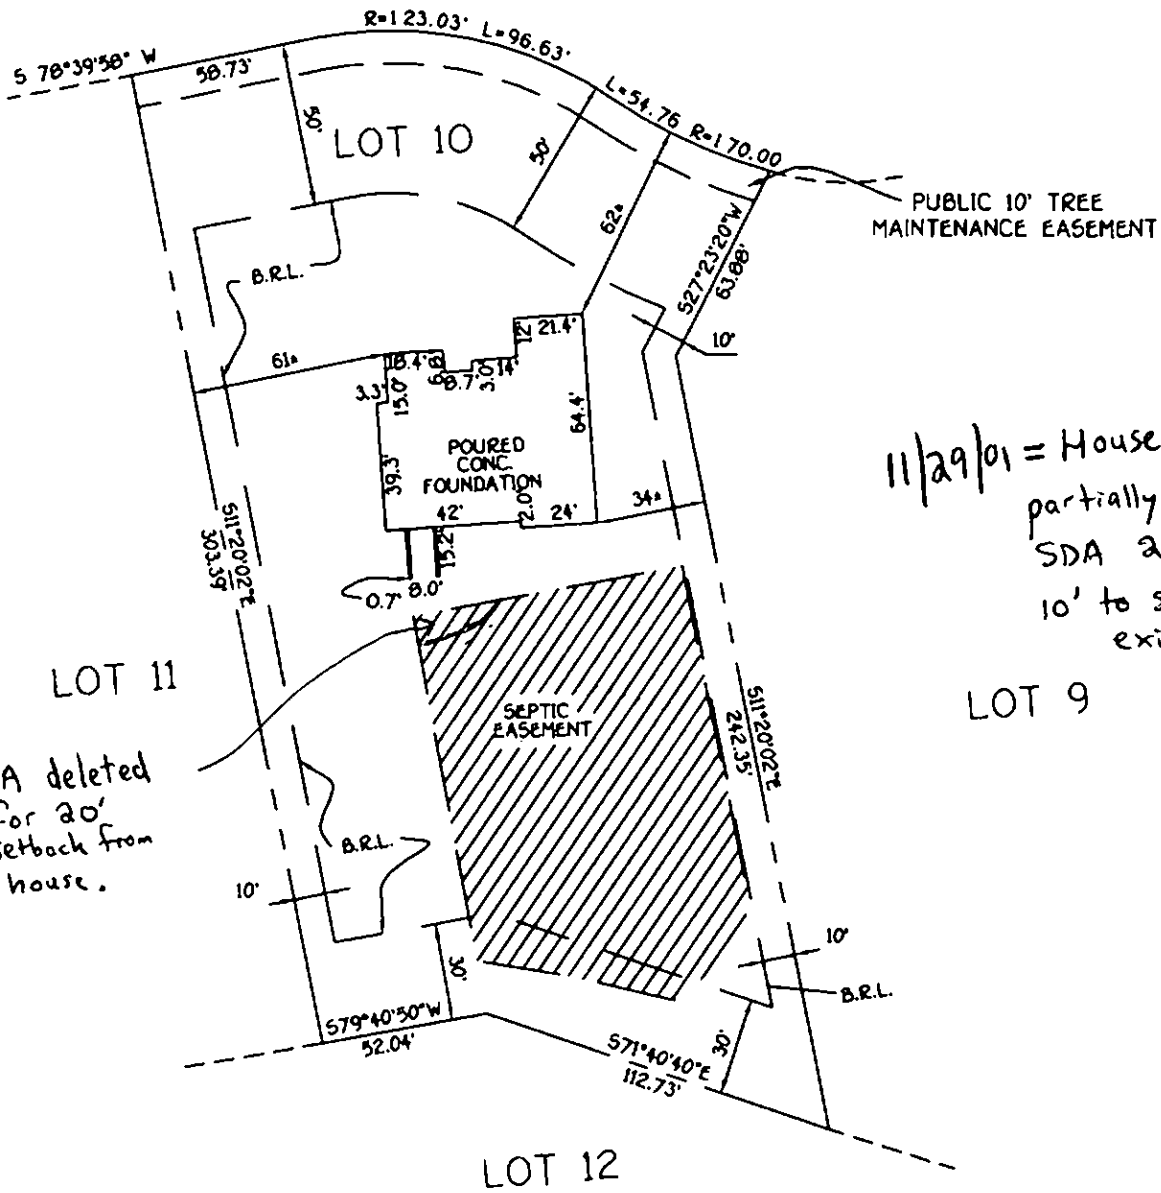 R=123.03' L=96.63'
S 78°39'58" W
58.73'
L=54.76 R=170.00
50'
LOT 10
50'
62±
PUBLIC 10' TREE
MAINTENANCE EASEMENT
S27°23'20"W
63.88'
B.R.L.
10'
61±
18.4'
6.8
8.7'
3.0'
14'
12'
21.4'
3.3'
15.0'
64.4'
39.3'
POURED
CONC.
FOUNDATION
42'
2.0'
24'
34±
15.2'
8.0'
0.7'
11/29/01 = House
partially
SDA 2
10' to s
exi
S11°20'02"E
303.39'
LOT 11
SEPTIC
EASEMENT
S11°20'02"E
242.35'
LOT 9
A deleted
for 20'
setback from
house.
B.R.L.
10'
30'
10'
B.R.L.
S79°40'50"W
52.04'
S71°40'40"E
112.73'
30'
LOT 12